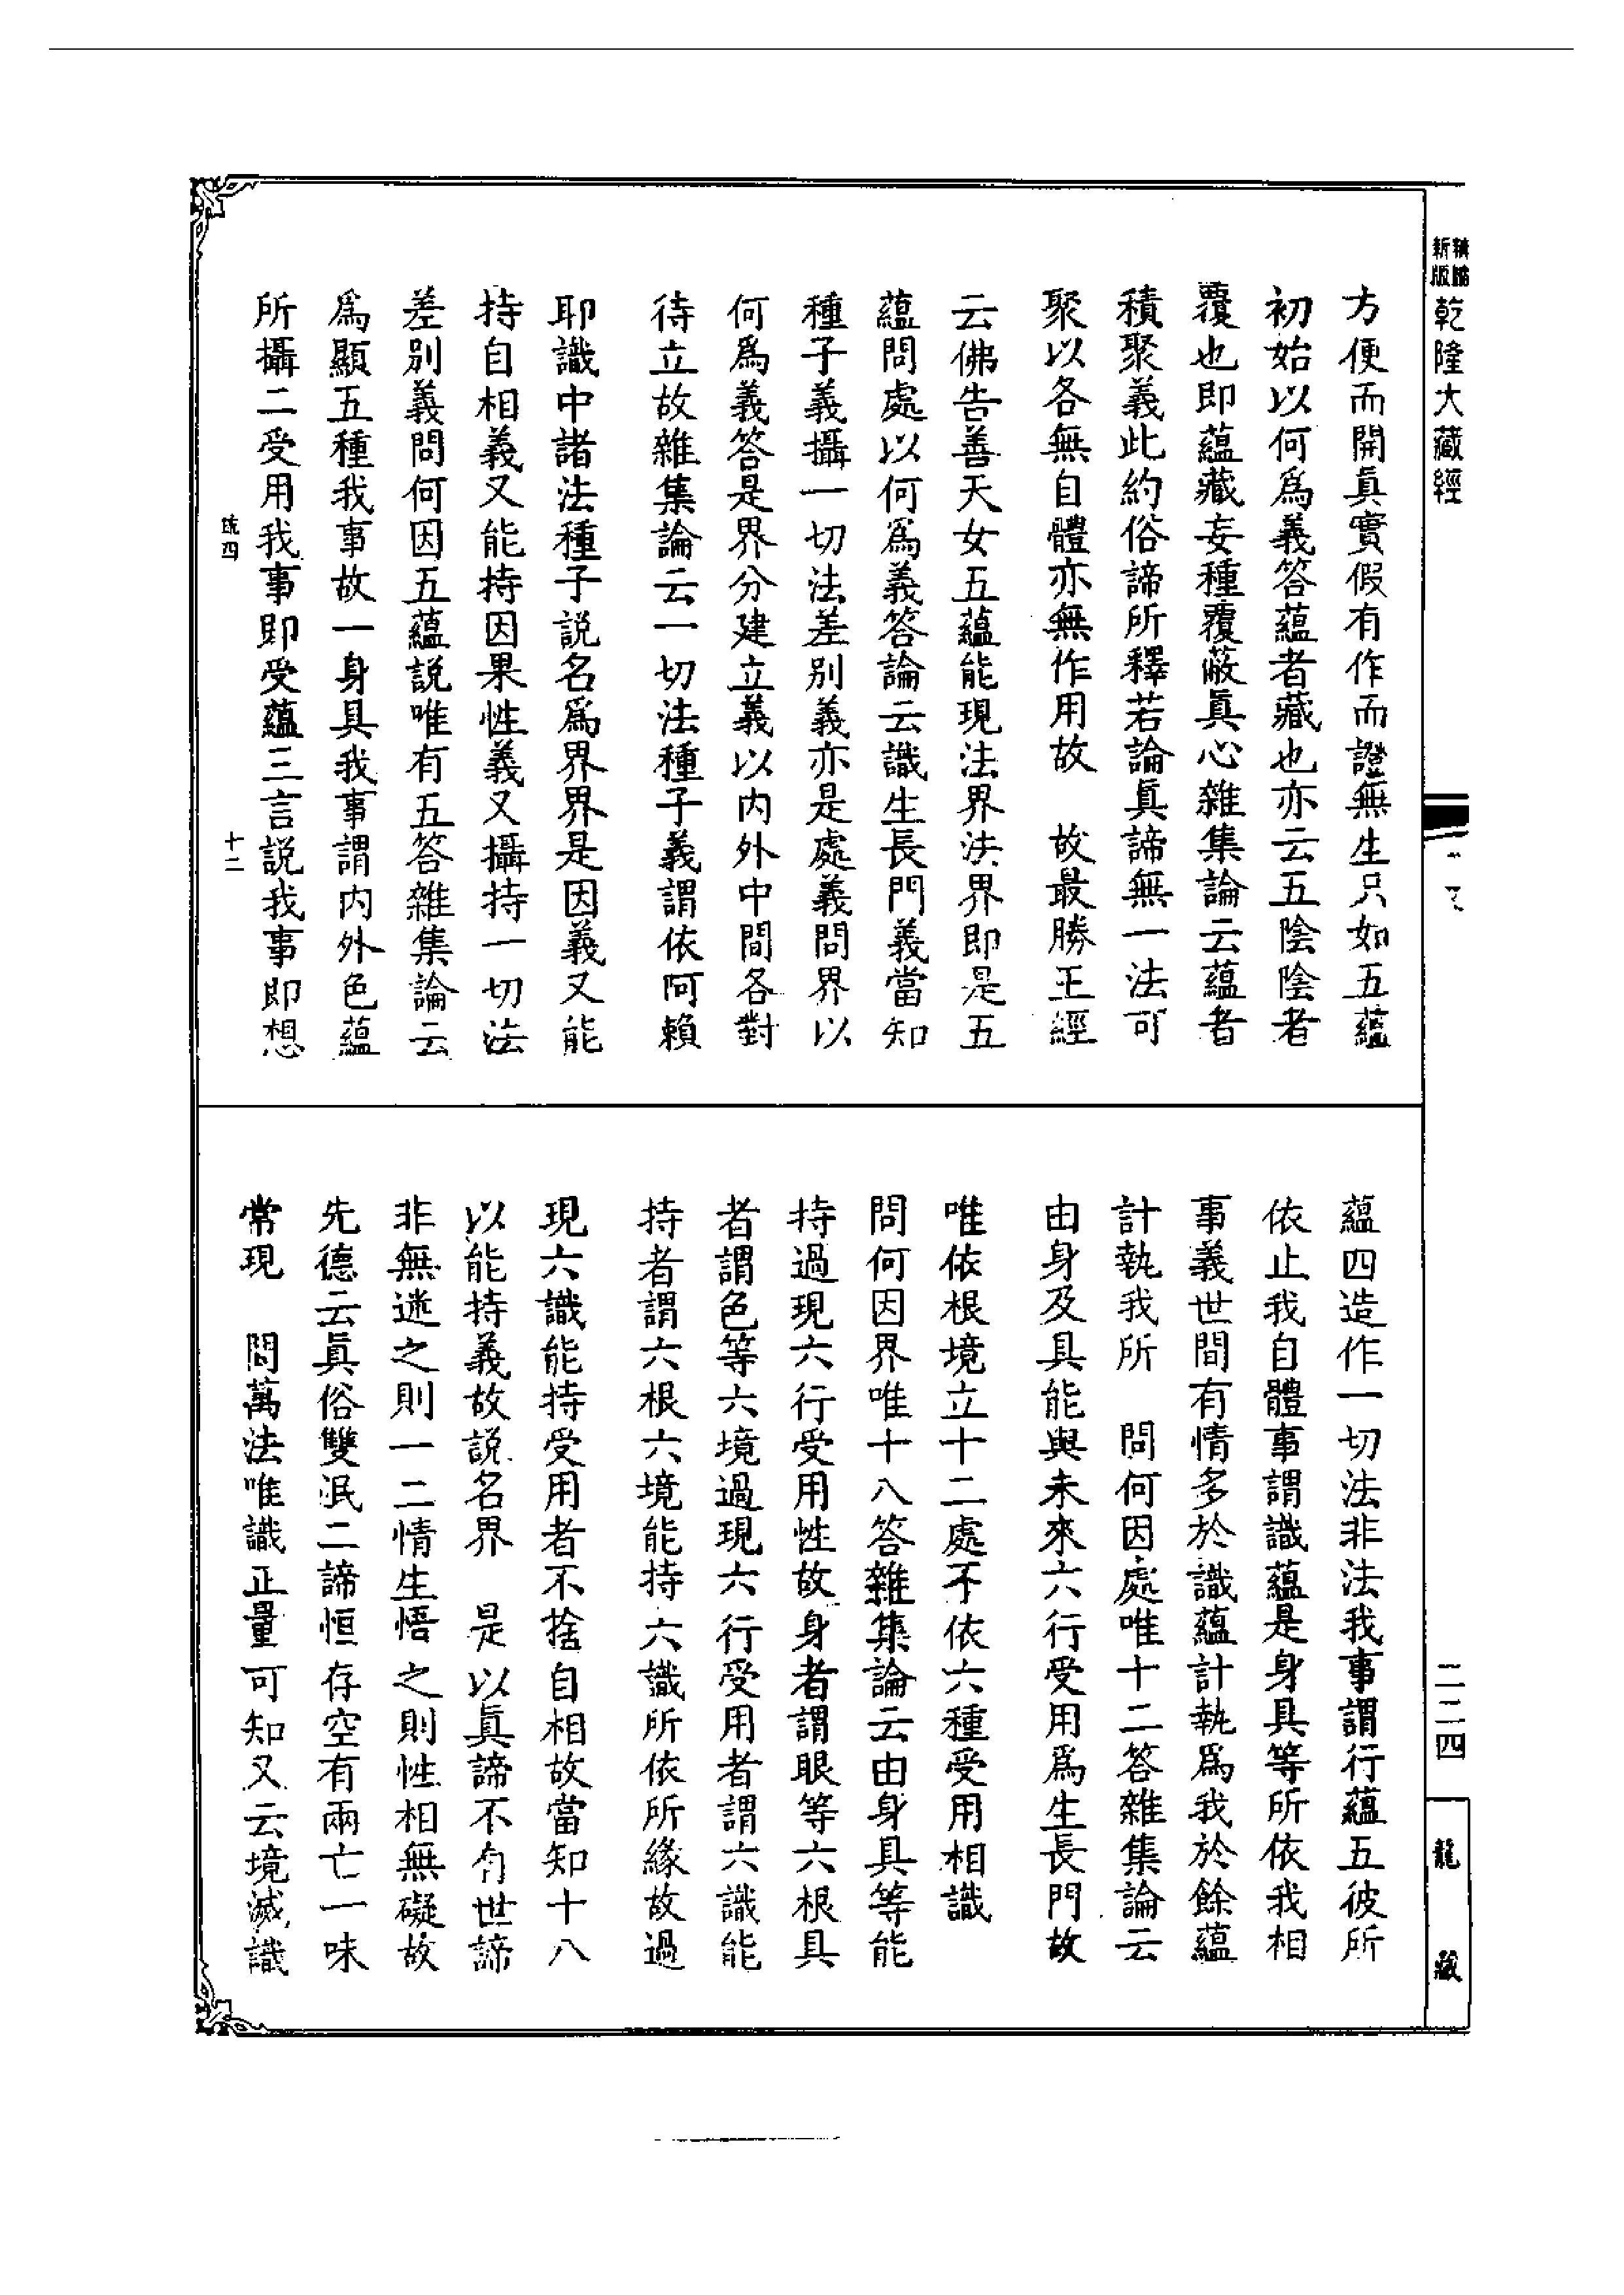 新版
乾隆大藏經
二二四
龍藏
方便而開眞實假有作而證無生只如五蘊
初始以何爲義答蘊者藏也亦云五陰陰者
覆也即蘊藏妄種覆蔽眞心雜集論云蘊者
積聚義此約俗諦所釋若論眞諦無一法可
聚以各無自體亦無作用故　故最勝王經
云佛告善天女五蘊能現法界法界即是五
蘊問處以何爲義答論云識生長門義當知
種子義攝一切法差別義亦是處義問界以
何爲義答是界分建立義以内外中間各對
待立故雜集論云一切法種子義謂依阿賴
耶識中諸法種子説名爲界界是因義又能
持自相義又能持因果性義又攝持一切法
差別義問何因五蘊説唯有五答雜集論云
爲顯五種我事故一身具我事謂内外色蘊
所攝二受用我事即受蘊三言説我事即想
四
十二
蘊四造作一切法非法我事謂行蘊五彼所
依止我自體事謂識蘊是身具等所依我相
事義世間有情多於識蘊計執爲我於餘蘊
計執我所　問何因處唯十二答雜集論云
由身及具能與未來六行受用爲生長門故
唯依根境立十二處不依六種受用相識
問何因界唯十八答雜集論云由身具等能
持過現六行受用性故身者謂眼等六根具
者謂色等六境過現六行受用者謂六識能
持者謂六根六境能持六識所依所緣故過
現六識能持受用者不捨自相故當知十八
以能持義故説名界　是以眞諦不有世諦
非無迷之則一二情生悟之則性相無礙故
先德云眞俗雙泯二諦恒存空有兩亡一味
常現　問萬法唯識正量可知又云境滅識